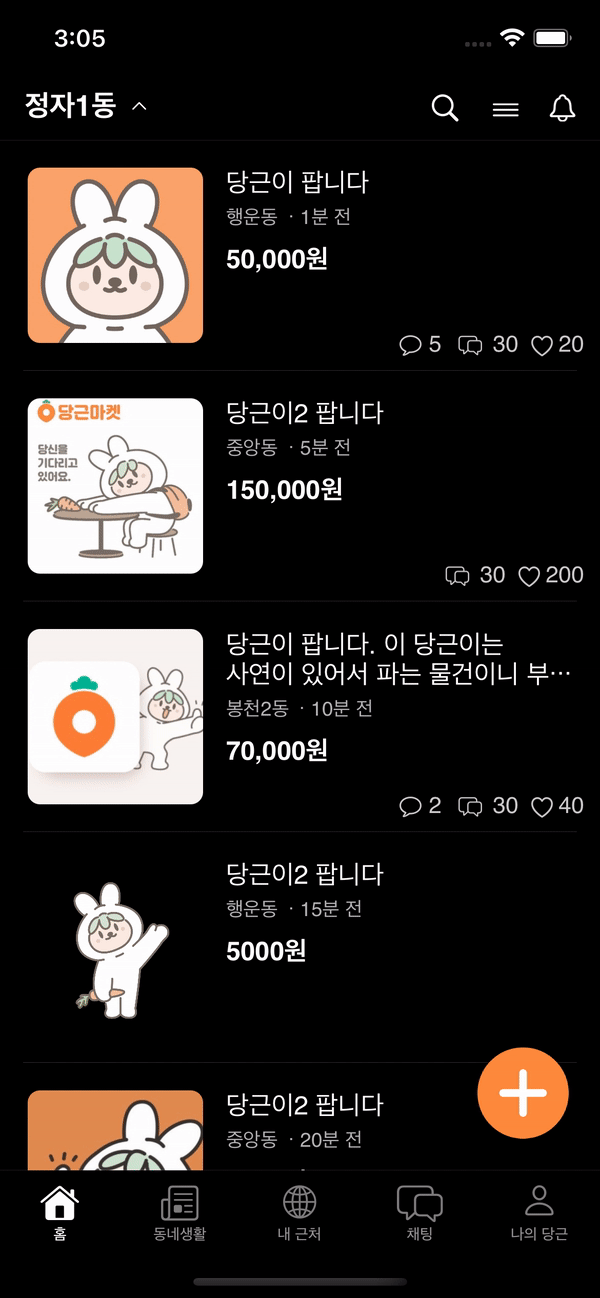 3:05
정자1동
당근이 팝니다
행운동 · 1분 전
50,000원
5 30 20
당근마켓
당신을
기다리고
있어요.
당근이2 팝니다
중앙동 · 5분 전
150,000원
30 200
당근이 팝니다. 이 당근이는
사연이 있어서 파는 물건이니 부…
봉천2동 · 10분 전
70,000원
2 30 40
당근이2 팝니다
행운동 · 15분 전
5000원
당근이2 팝니다
중앙동 · 20분 전
홈 동네생활 내 근처 채팅 나의 당근